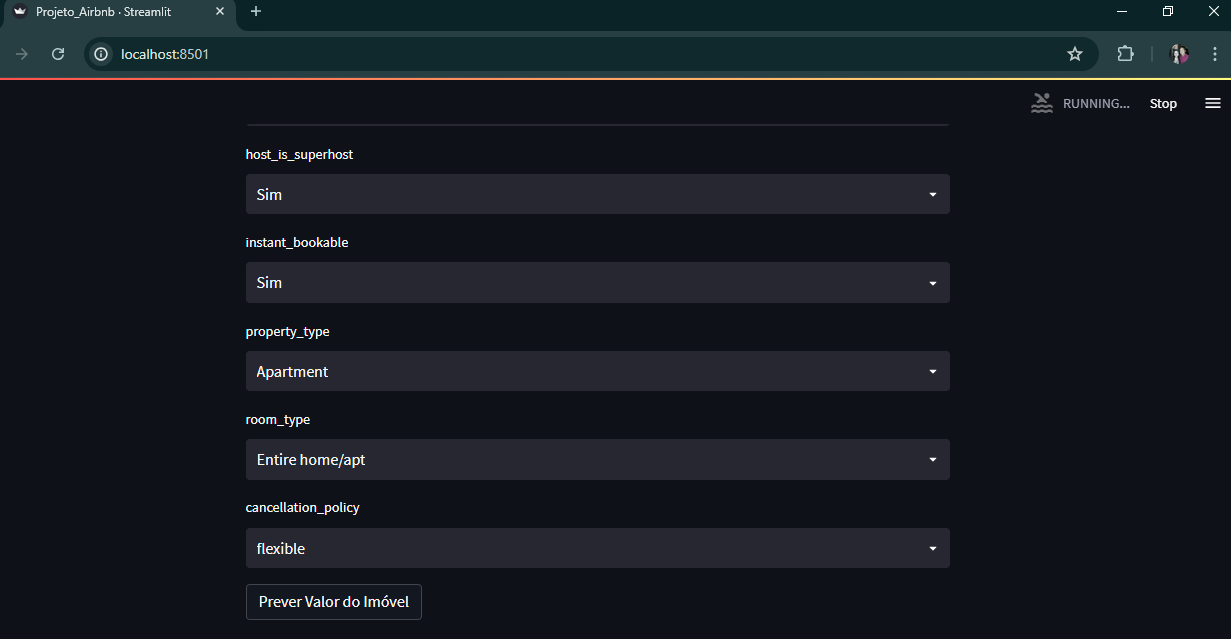 Projeto_Airbnb · Streamlit
localhost:8501
RUNNING...
Stop
host_is_superhost
Sim
instant_bookable
Sim
property_type
Apartment
room_type
Entire home/apt
cancellation_policy
flexible
Prever Valor do Imóvel